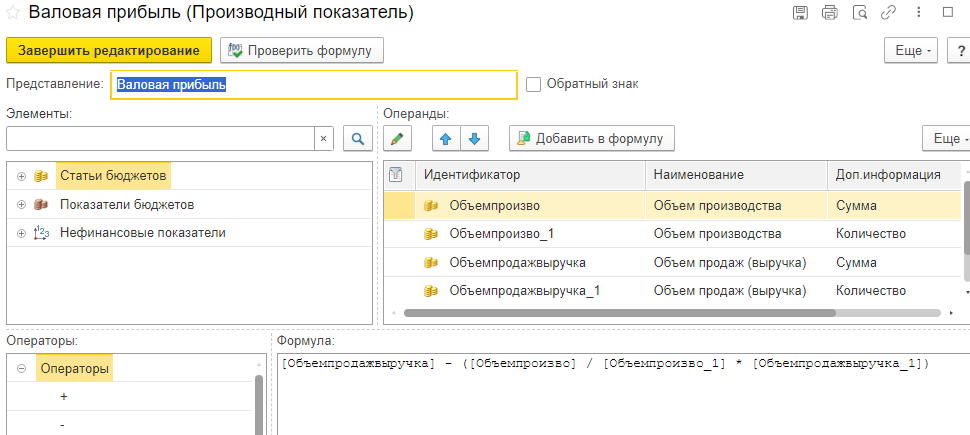 Валовая прибыль (Производный показатель)
Завершить редактирование
Проверить формулу
Еще
?
Представление: Валовая прибыль
Обратный знак
Элементы:
Операнды:
×
Добавить в формулу
Еще
Статьи бюджетов
Показатели бюджетов
Нефинансовые показатели
Идентификатор Наименование Доп.информация
Объемпроизво Объем производства Сумма
Объемпроизво_1 Объем производства Количество
Объемпродажвыручка Объем продаж (выручка) Сумма
Объемпродажвыручка_1 Объем продаж (выручка) Количество
Операторы:
Формула:
Операторы
+
-
[Объемпродажвыручка] - ([Объемпроизво] / [Объемпроизво_1] * [Объемпродажвыручка_1])